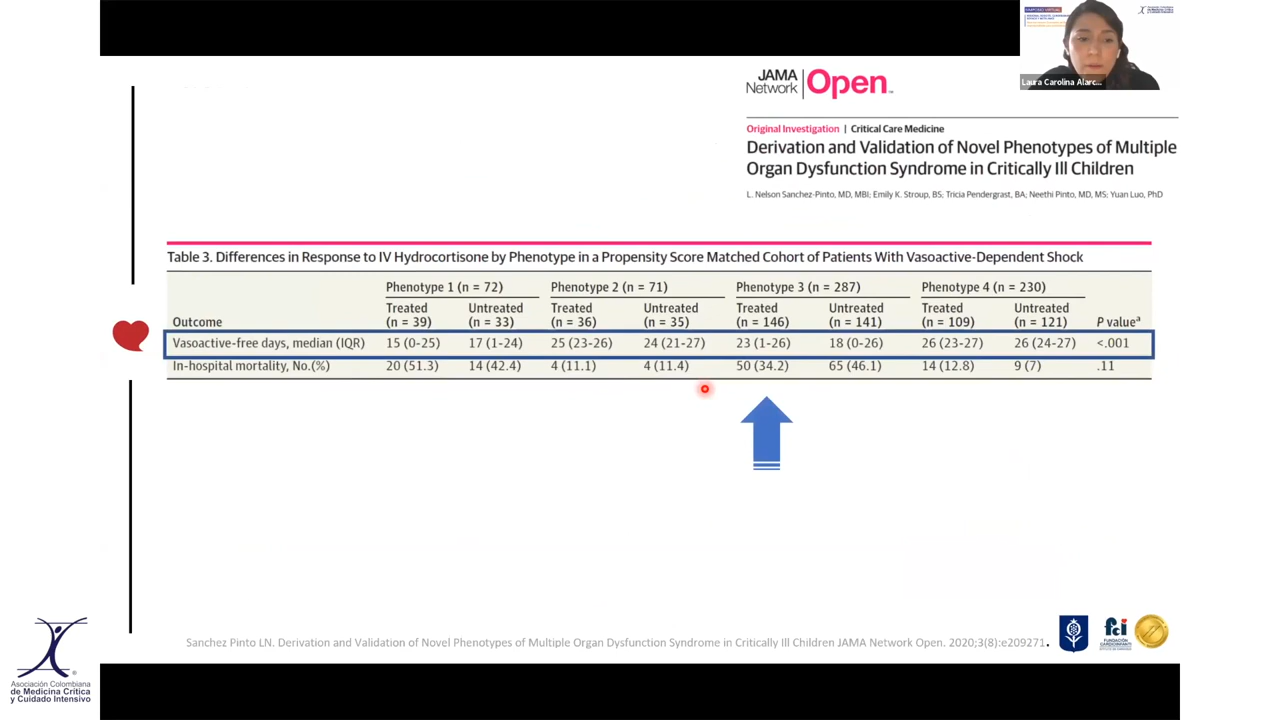 SIMPOSIO VIRTUAL
Laura Carolina Alarc...
JAMA
Network
Open™
Original Investigation | Critical Care Medicine
Derivation and Validation of Novel Phenotypes of Multiple
Organ Dysfunction Syndrome in Critically Ill Children
L. Nelson Sanchez-Pinto, MD, MBI; Emily K. Stroup, BS; Tricia Pendergrast, BA; Neethi Pinto, MD, MS; Yuan Luo, PhD
Table 3. Differences in Response to IV Hydrocortisone by Phenotype in a Propensity Score Matched Cohort of Patients With Vasoactive-Dependent Shock
Phenotype 1 (n = 72) Phenotype 2 (n = 71) Phenotype 3 (n = 287) Phenotype 4 (n = 230)
Treated Untreated Treated Untreated Treated Untreated Treated Untreated
Outcome (n = 39) (n = 33) (n = 36) (n = 35) (n = 146) (n = 141) (n = 109) (n = 121) P valueᵃ
Vasoactive-free days, median (IQR) 15 (0-25) 17 (1-24) 25 (23-26) 24 (21-27) 23 (1-26) 18 (0-26) 26 (23-27) 26 (24-27) <.001
In-hospital mortality, No.(%) 20 (51.3) 14 (42.4) 4 (11.1) 4 (11.4) 50 (34.2) 65 (46.1) 14 (12.8) 9 (7) .11
Sanchez Pinto LN. Derivation and Validation of Novel Phenotypes of Multiple Organ Dysfunction Syndrome in Critically Ill Children JAMA Network Open. 2020;3(8):e209271.
fci
FUNDACIÓN
CARDIOINFANTIL
Asociación Colombiana
de Medicina Crítica
y Cuidado Intensivo